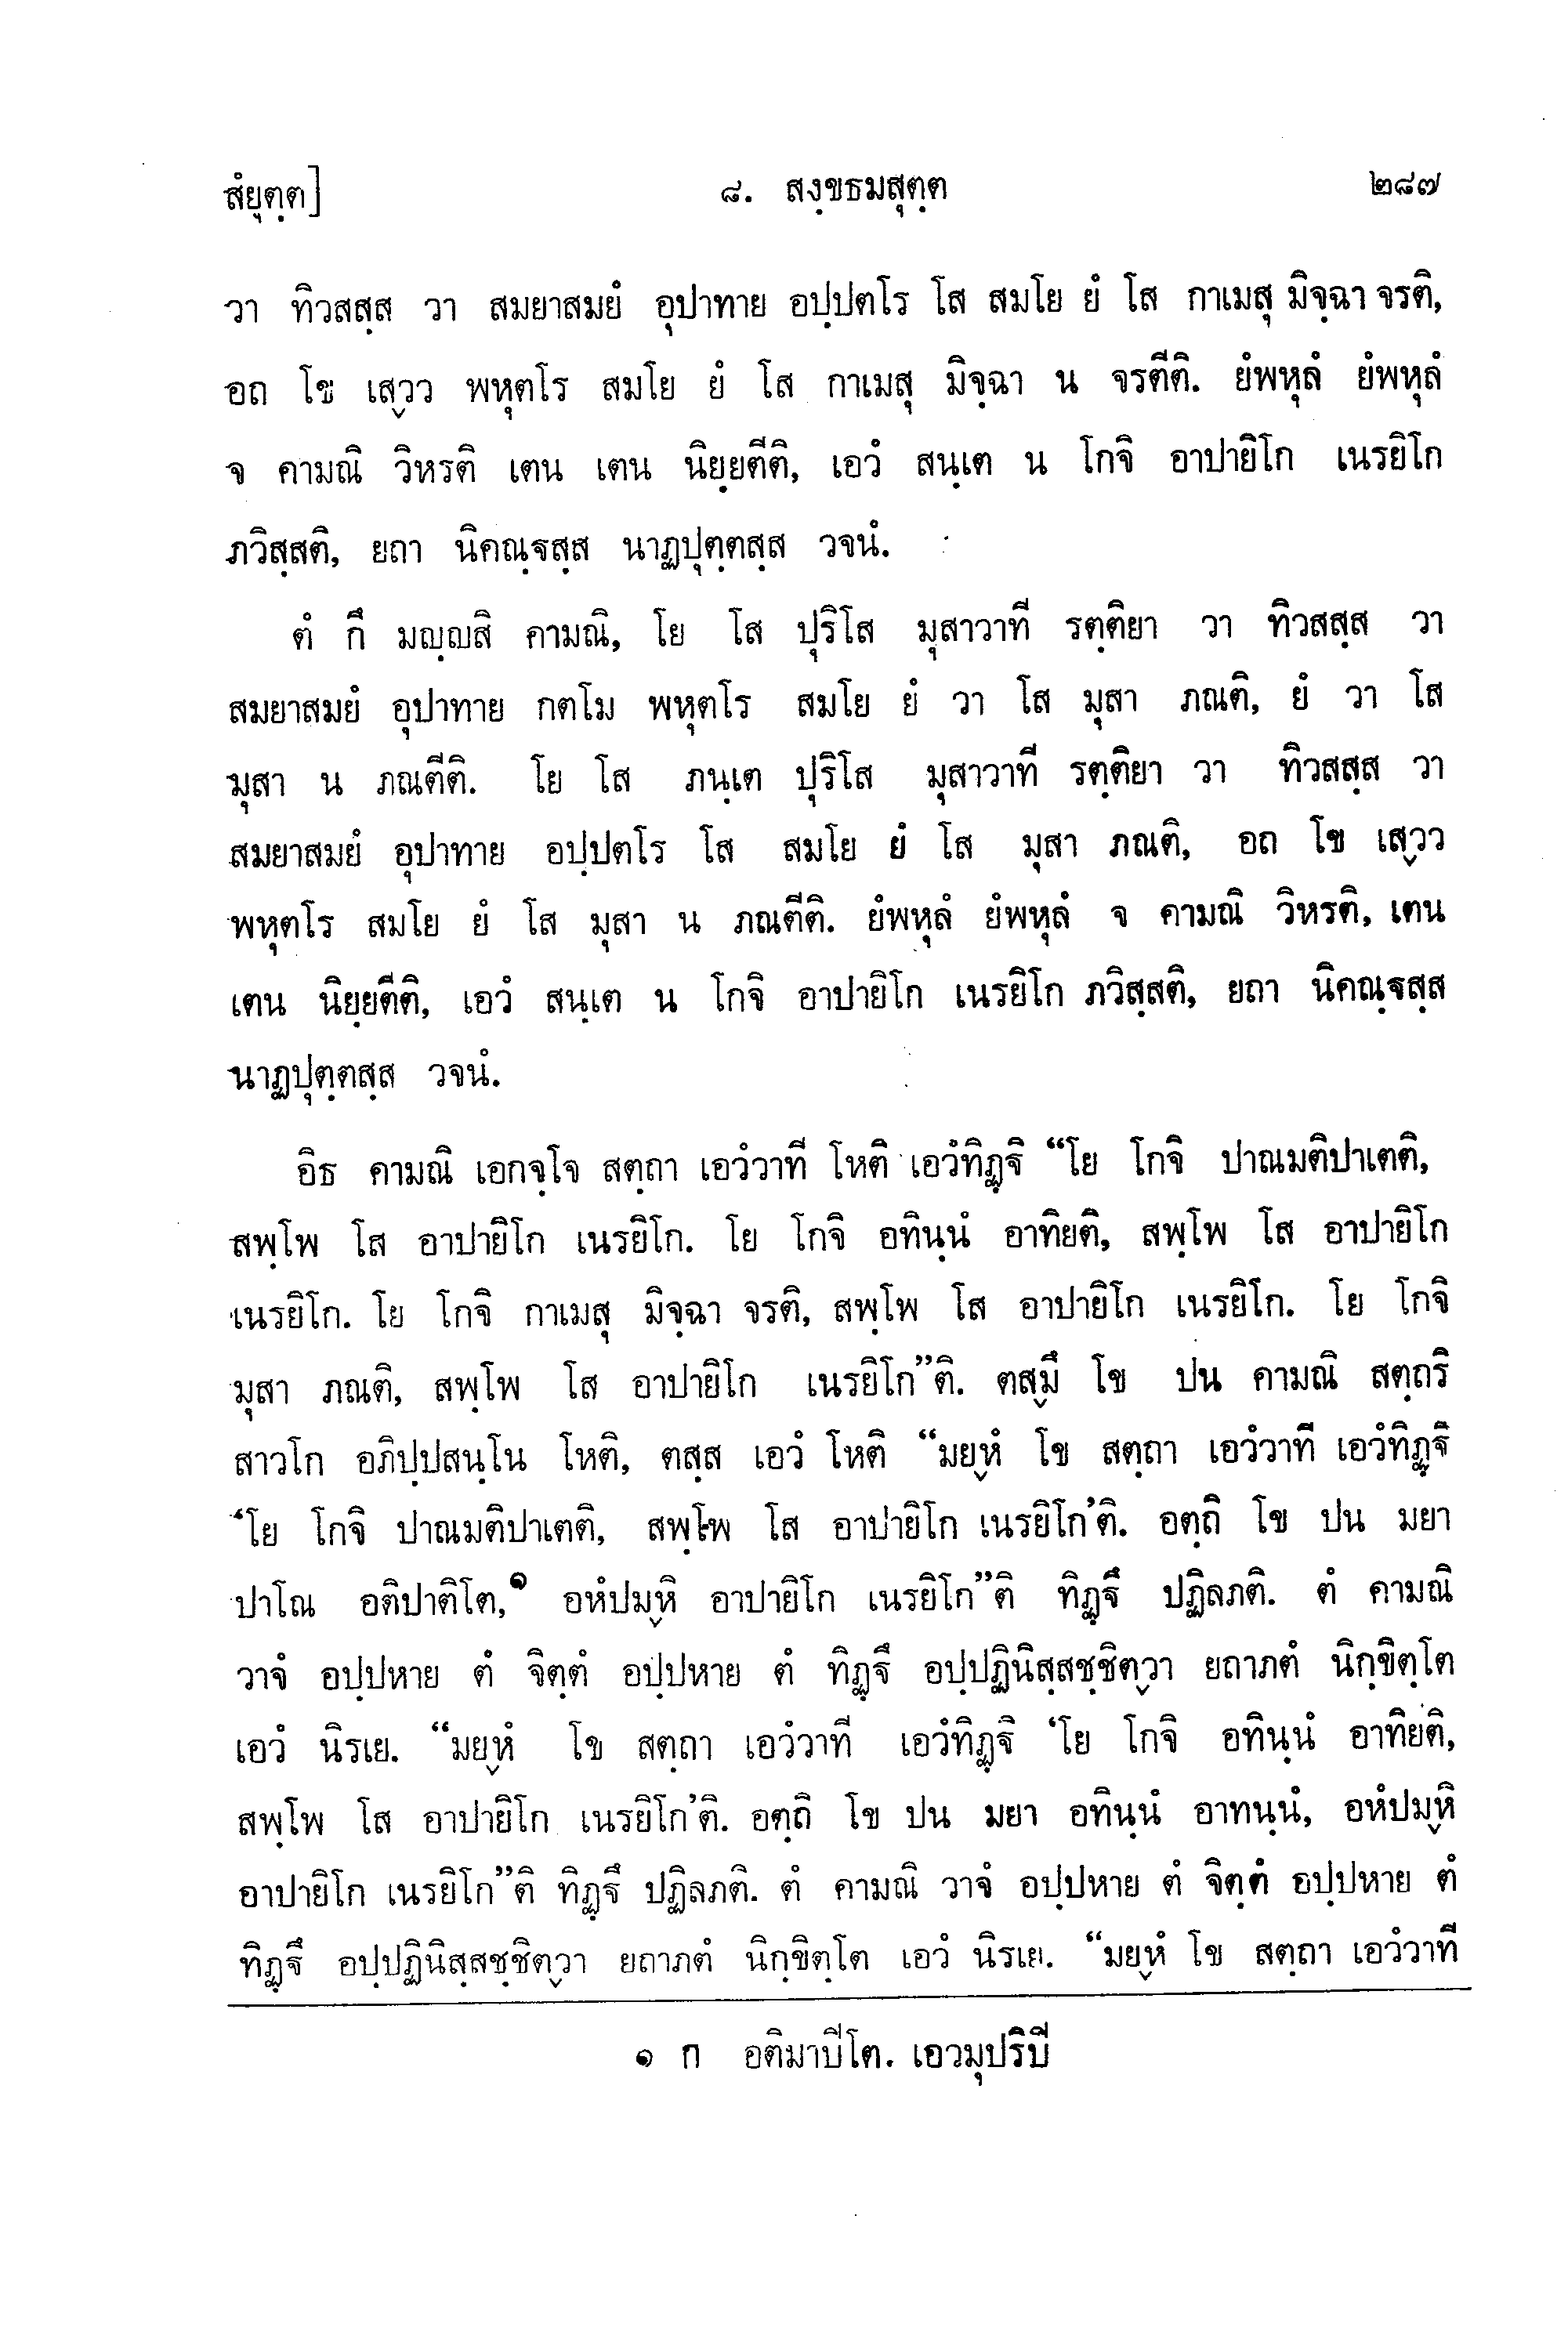 สํยุตฺต] ๘. สงฺขธมสุตฺต ๒๘๗
วา ทิวสสฺส วา สมยาสมยํ อุปาทาย อปฺปตโร โส สมโย ยํ โส กาเมสุ มิจฺฉา จรติ,
อถ โข เสฺวว พหุตโร สมโย ยํ โส กาเมสุ มิจฺฉา น จรตีติ. ยํพหุลํ ยํพหุลํ
จ คามณิ วิหรติ เตน เตน นิยฺยตีติ, เอวํ สนฺเต น โกจิ อาปายิโก เนรยิโก
ภวิสฺสติ, ยถา นิคณฺฐสฺส นาฏปุตฺตสฺส วจนํ.
ตํ กึ มญฺญสิ คามณิ, โย โส ปุริโส มุสาวาที รตฺติยา วา ทิวสสฺส วา
สมยาสมยํ อุปาทาย กตโม พหุตโร สมโย ยํ วา โส มุสา ภณติ, ยํ วา โส
มุสา น ภณตีติ. โย โส ภนฺเต ปุริโส มุสาวาที รตฺติยา วา ทิวสสฺส วา
สมยาสมยํ อุปาทาย อปฺปตโร โส สมโย ยํ โส มุสา ภณติ, อถ โข เสฺวว
พหุตโร สมโย ยํ โส มุสา น ภณตีติ. ยํพหุลํ ยํพหุลํ จ คามณิ วิหรติ, เตน
เตน นิยฺยตีติ, เอวํ สนฺเต น โกจิ อาปายิโก เนรยิโก ภวิสฺสติ, ยถา นิคณฺฐสฺส
นาฏปุตฺตสฺส วจนํ.
อิธ คามณิ เอกจฺโจ สตฺถา เอวํวาที โหติ เอวํทิฏฺฐิ “โย โกจิ ปาณมติปาเตติ,
สพฺโพ โส อาปายิโก เนรยิโก. โย โกจิ อทินฺนํ อาทิยติ, สพฺโพ โส อาปายิโก
เนรยิโก. โย โกจิ กาเมสุ มิจฺฉา จรติ, สพฺโพ โส อาปายิโก เนรยิโก. โย โกจิ
มุสา ภณติ, สพฺโพ โส อาปายิโก เนรยิโก”ติ. ตสฺมึ โข ปน คามณิ สตฺถริ
สาวโก อภิปฺปสนฺโน โหติ, ตสฺส เอวํ โหติ “มยฺหํ โข สตฺถา เอวํวาที เอวํทิฏฺฐิ
‘โย โกจิ ปาณมติปาเตติ, สพฺโพ โส อาปายิโก เนรยิโก’ติ. อตฺถิ โข ปน มยา
ปาโณ อติปาติโต,๑ อหํปมฺหิ อาปายิโก เนรยิโก”ติ ทิฏฺฐึ ปฏิลภติ. ตํ คามณิ
วาจํ อปฺปหาย ตํ จิตฺตํ อปฺปหาย ตํ ทิฏฺฐึ อปฺปฏินิสฺสชฺชิตฺวา ยถาภตํ นิกฺขิตฺโต
เอวํ นิรเย. “มยฺหํ โข สตฺถา เอวํวาที เอวํทิฏฺฐิ ‘โย โกจิ อทินฺนํ อาทิยติ,
สพฺโพ โส อาปายิโก เนรยิโก’ติ. อตฺถิ โข ปน มยา อทินฺนํ อาทนฺนํ, อหํปมฺหิ
อาปายิโก เนรยิโก”ติ ทิฏฺฐึ ปฏิลภติ. ตํ คามณิ วาจํ อปฺปหาย ตํ จิตฺตํ อปฺปหาย ตํ
ทิฏฺฐึ อปฺปฏินิสฺสชฺชิตฺวา ยถาภตํ นิกฺขิตฺโต เอวํ นิรเย. “มยฺหํ โข สตฺถา เอวํวาที
๑ ก อติมาปีโต. เอวมุปริปี